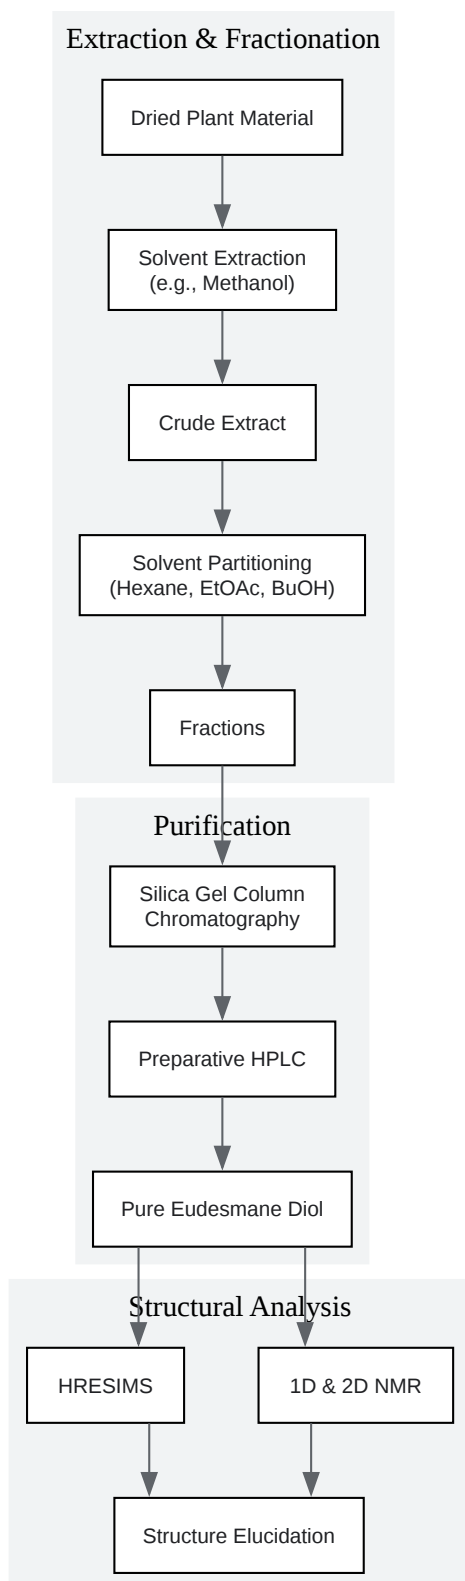 Extraction & Fractionation
Dried Plant Material
Solvent Extraction
(e.g., Methanol)
Crude Extract
Solvent Partitioning
(Hexane, EtOAc, BuOH)
Fractions
Purification
Silica Gel Column
Chromatography
Preparative HPLC
Pure Eudesmane Diol
Structural Analysis
HRESIMS
1D & 2D NMR
Structure Elucidation